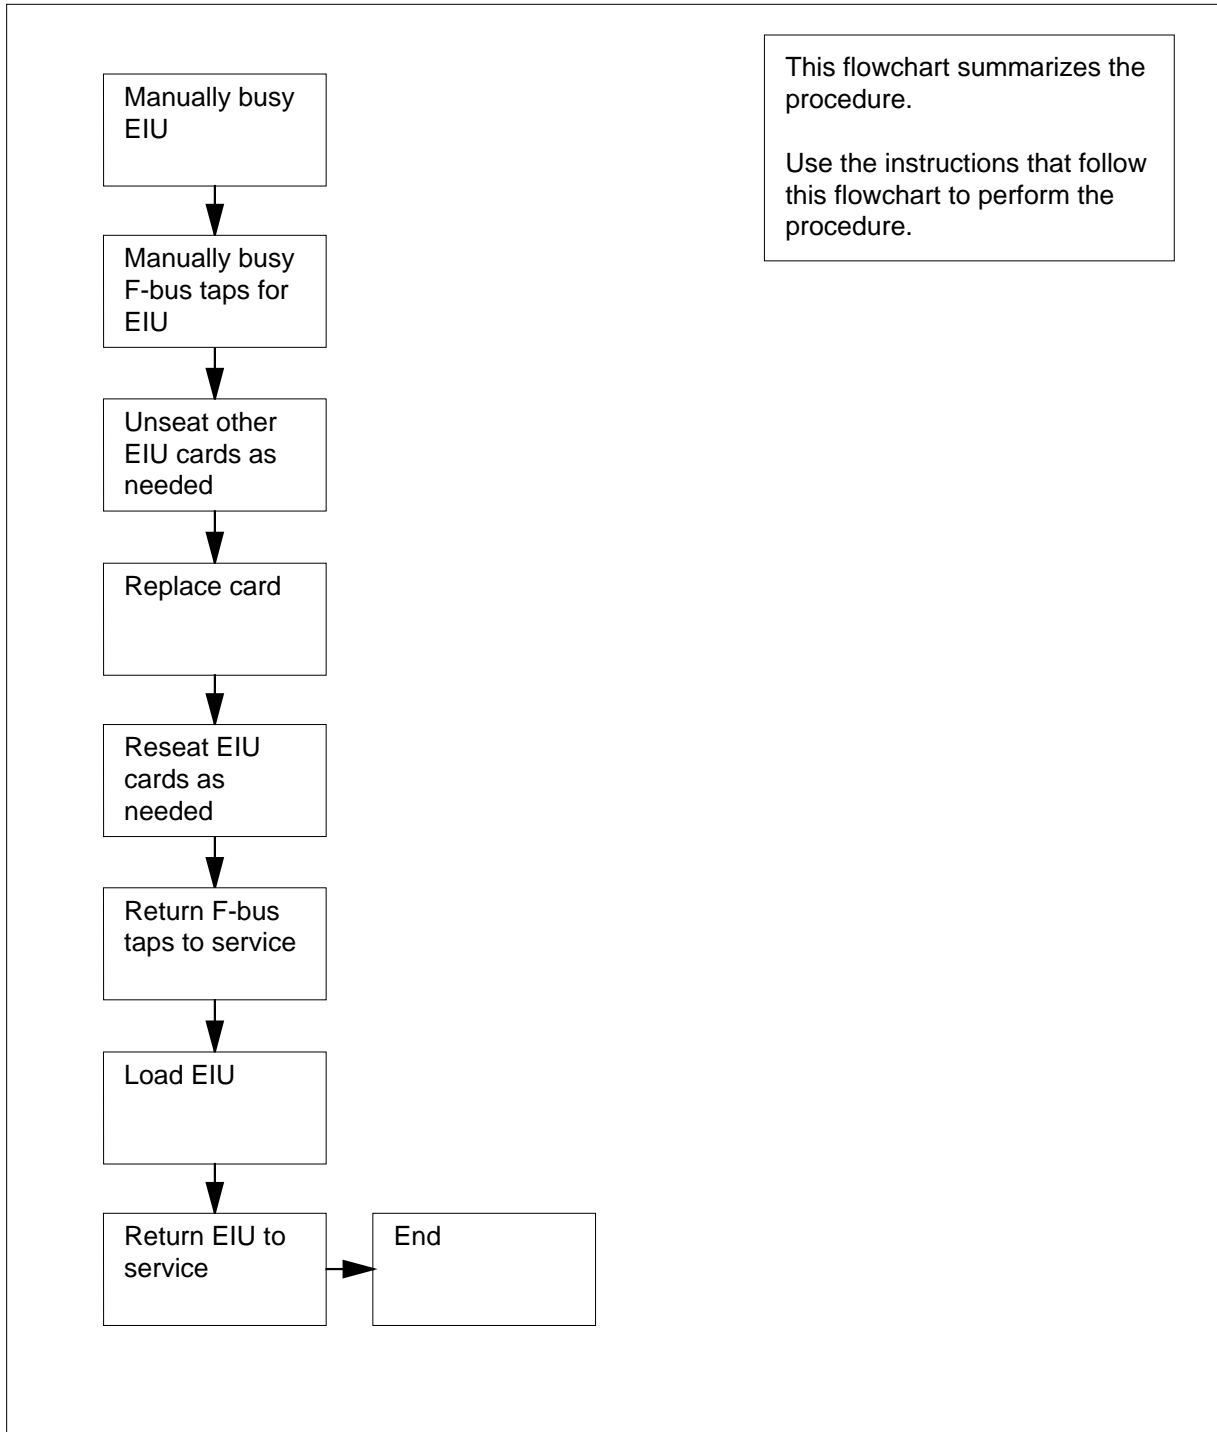 Manually busy
EIU
This flowchart summarizes the
procedure.
Use the instructions that follow
this flowchart to perform the
procedure.
Manually busy
F-bus taps for
EIU
Unseat other
EIU cards as
needed
Replace card
Reseat EIU
cards as
needed
Return F-bus
taps to service
Load EIU
Return EIU to
service
End